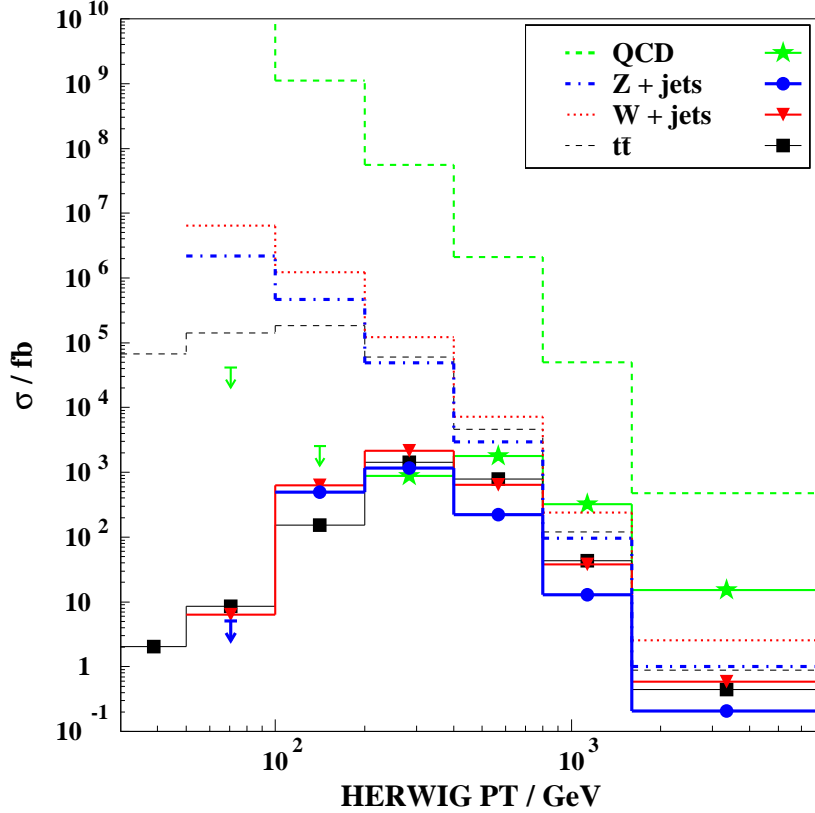 QCD
Z + jets
W + jets
tt̄
σ / fb
10^10
10^9
10^8
10^7
10^6
10^5
10^4
10^3
10^2
10
1
10^-1
10^2
10^3
HERWIG PT / GeV